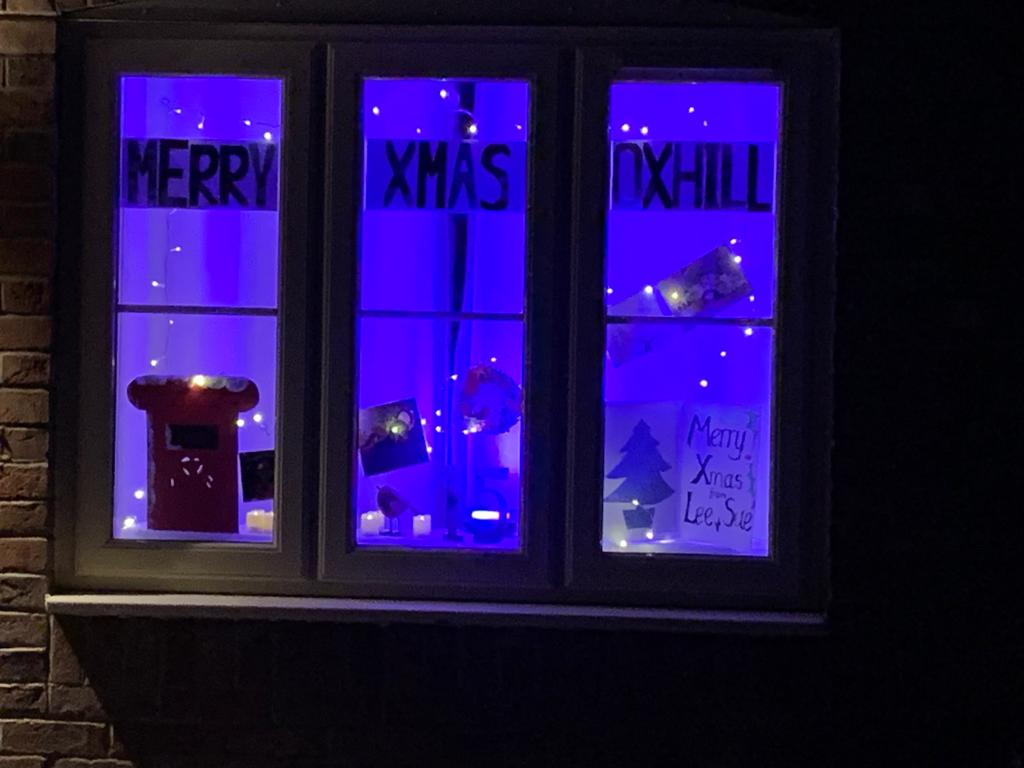 MERRY XMAS OXHILL
Merry
Xmas
from
Lee & Sue